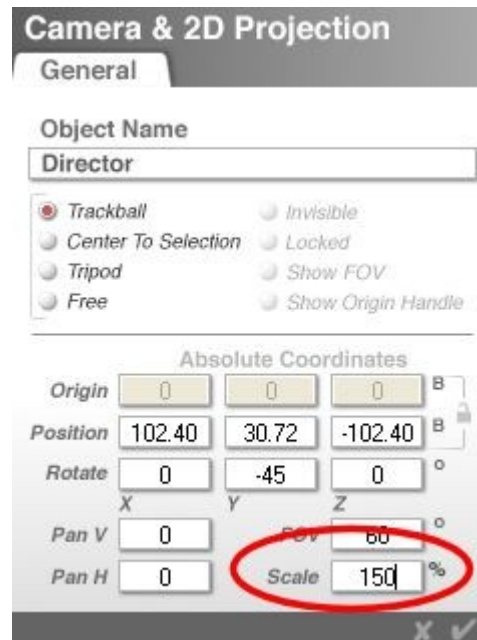 Camera & 2D Projection
General
Object Name
Director
Trackball Invisible
Center To Selection Locked
Tripod Show FOV
Free Show Origin Handle
Absolute Coordinates
Origin 0 0 0 B
Position 102.40 30.72 -102.40 B
Rotate 0 -45 0 °
X Y Z
Pan V 0 FOV 60 °
Pan H 0 Scale 150 %